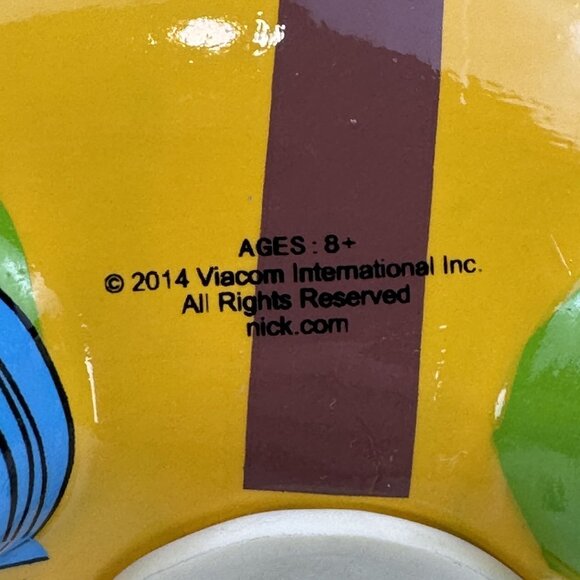 AGES : 8+
© 2014 Viacom International Inc.
All Rights Reserved
nick.com